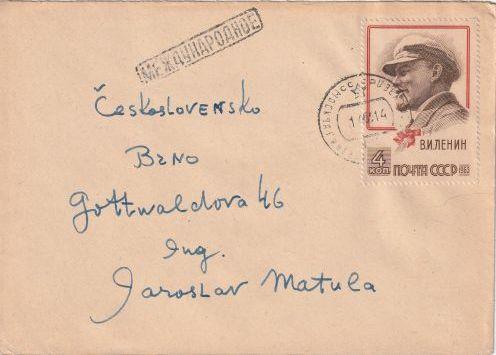 МЕЖДУНАРОДНОЕ
Československo
Brno
Gottwaldova 46
Ing.
Jaroslav Matula
В.И.ЛЕНИН
4
КОП
ПОЧТА СССР